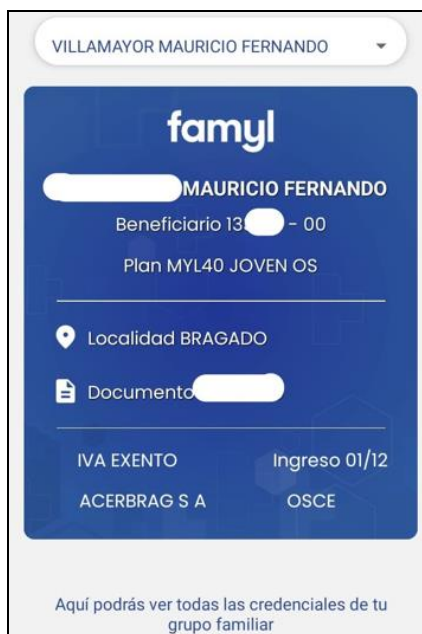 VILLAMAYOR MAURICIO FERNANDO
famyl
MAURICIO FERNANDO
Beneficiario 13 - 00
Plan MYL40 JOVEN OS
Localidad BRAGADO
Documento
IVA EXENTO Ingreso 01/12
ACERBRAG S A OSCE
Aquí podrás ver todas las credenciales de tu
grupo familiar